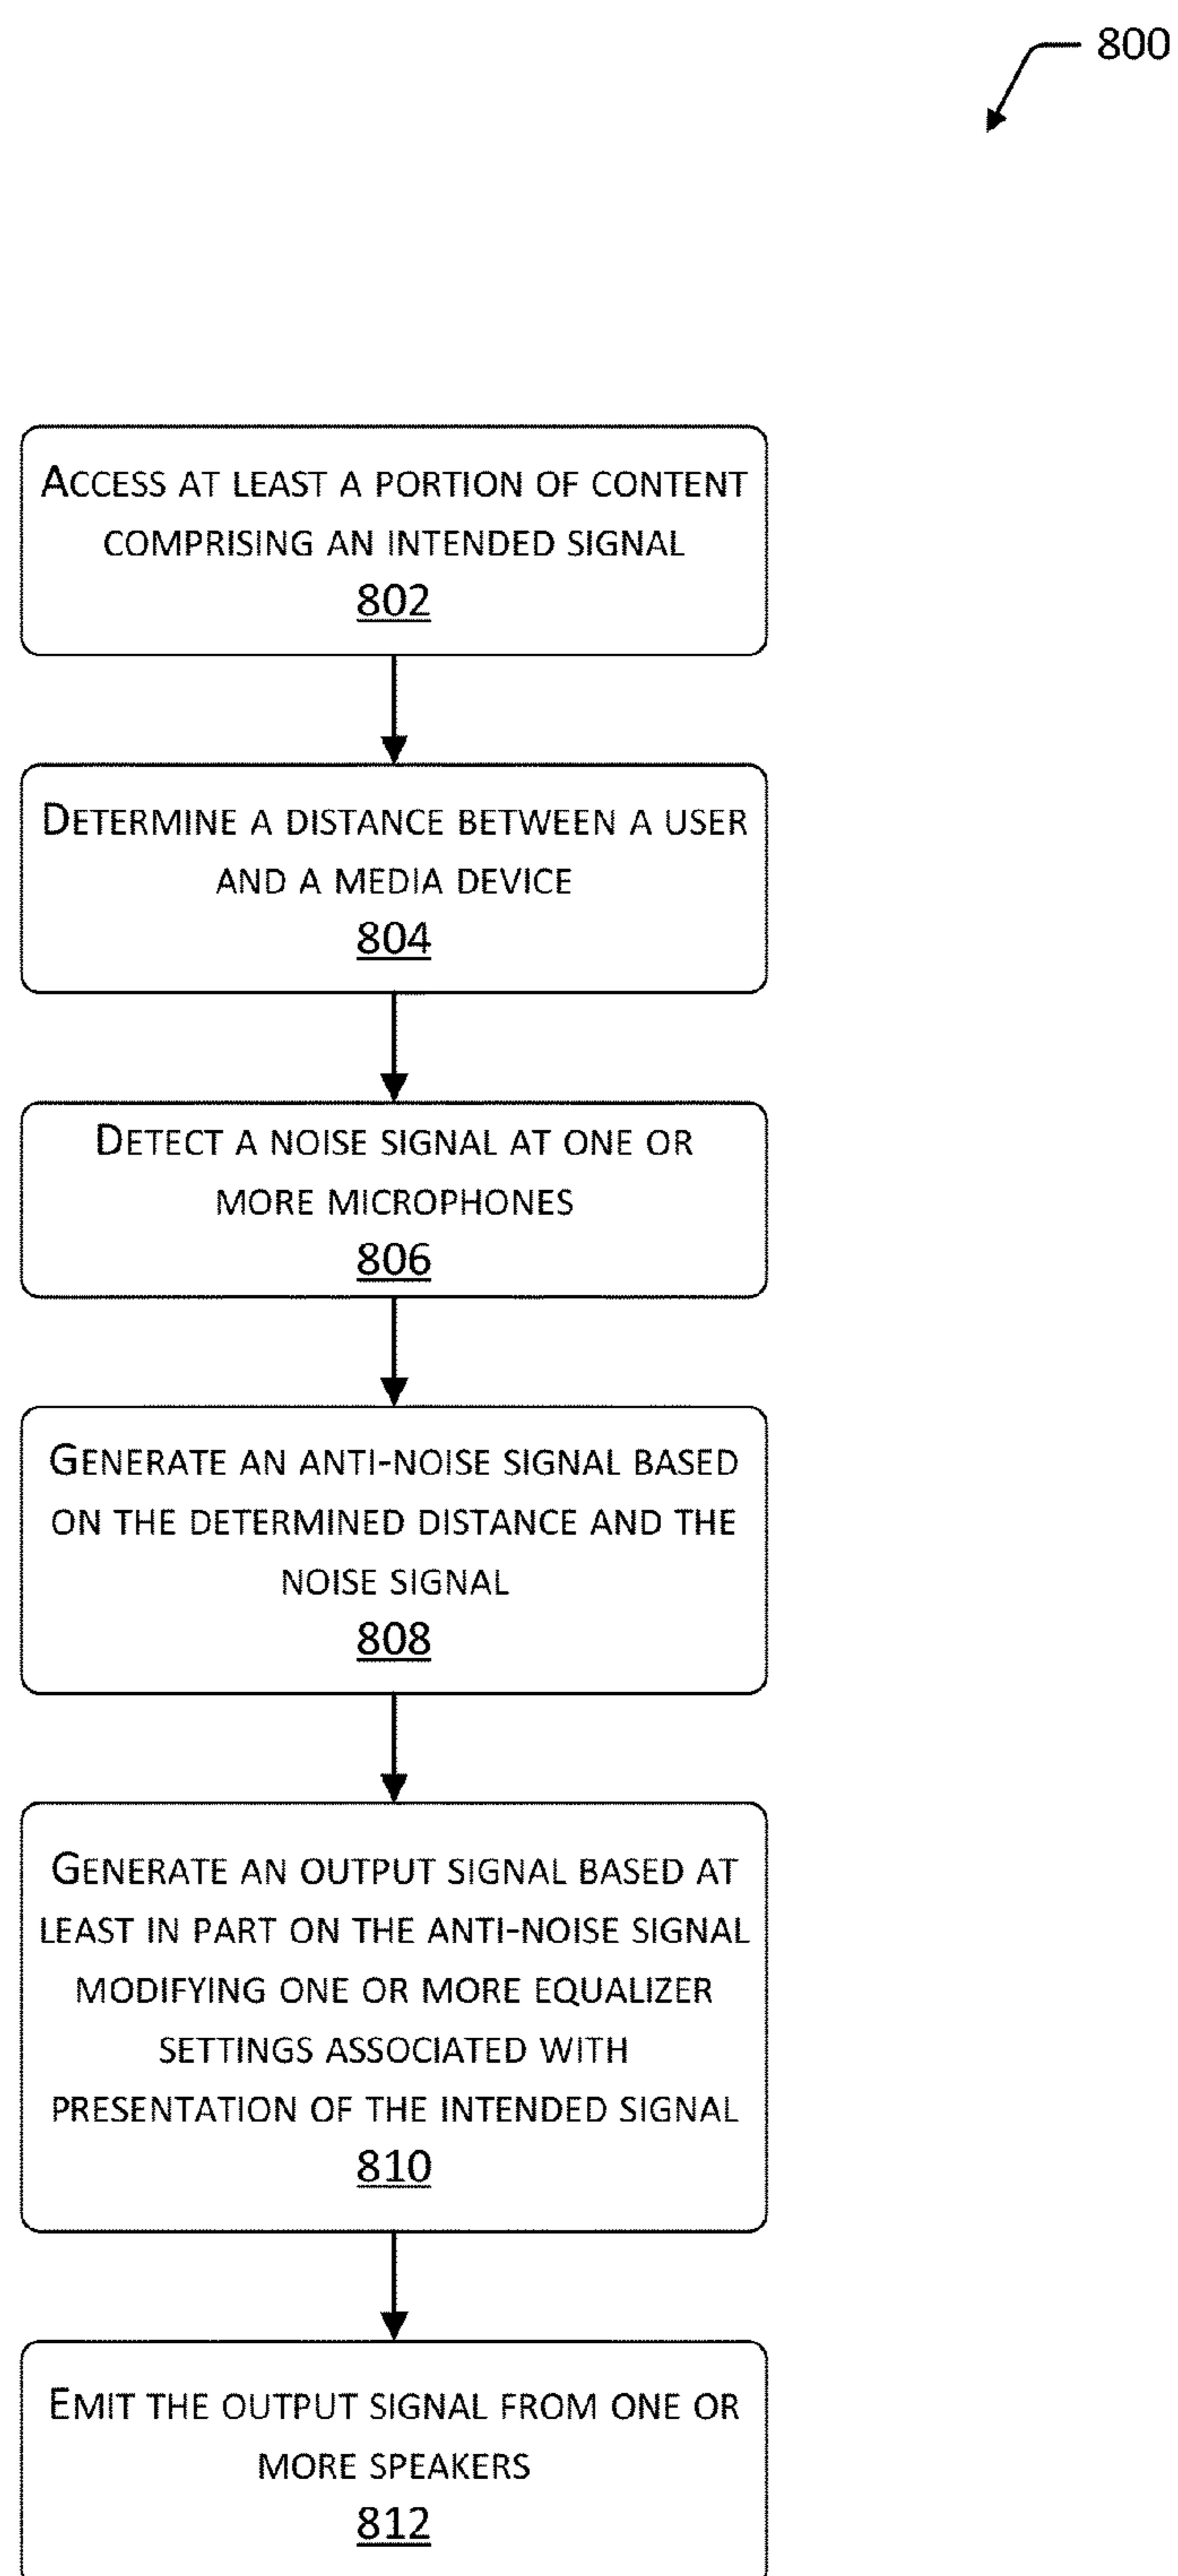 800
ACCESS AT LEAST A PORTION OF CONTENT
COMPRISING AN INTENDED SIGNAL
802
DETERMINE A DISTANCE BETWEEN A USER
AND A MEDIA DEVICE
804
DETECT A NOISE SIGNAL AT ONE OR
MORE MICROPHONES
806
GENERATE AN ANTI-NOISE SIGNAL BASED
ON THE DETERMINED DISTANCE AND THE
NOISE SIGNAL
808
GENERATE AN OUTPUT SIGNAL BASED AT
LEAST IN PART ON THE ANTI-NOISE SIGNAL
MODIFYING ONE OR MORE EQUALIZER
SETTINGS ASSOCIATED WITH
PRESENTATION OF THE INTENDED SIGNAL
810
EMIT THE OUTPUT SIGNAL FROM ONE OR
MORE SPEAKERS
812